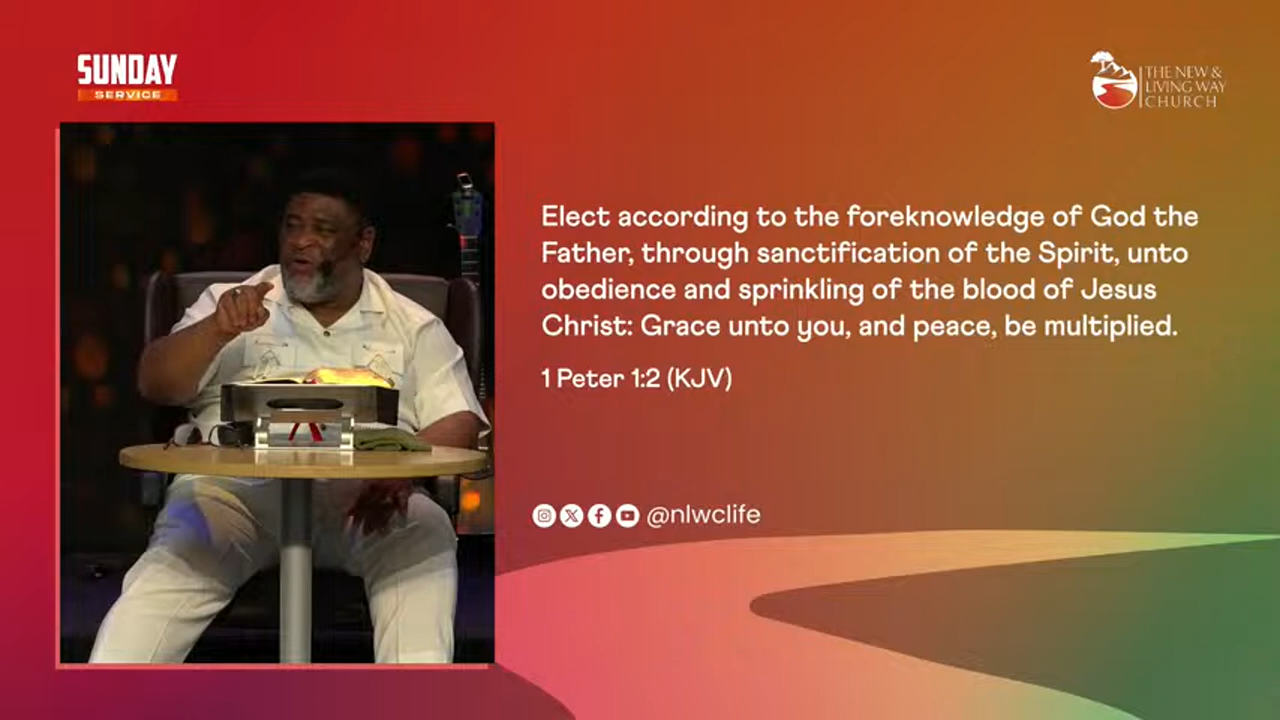 SUNDAY
SERVICE
THE NEW &
LIVING WAY
CHURCH
Elect according to the foreknowledge of God the
Father, through sanctification of the Spirit, unto
obedience and sprinkling of the blood of Jesus
Christ: Grace unto you, and peace, be multiplied.
1 Peter 1:2 (KJV)
@nlwclife